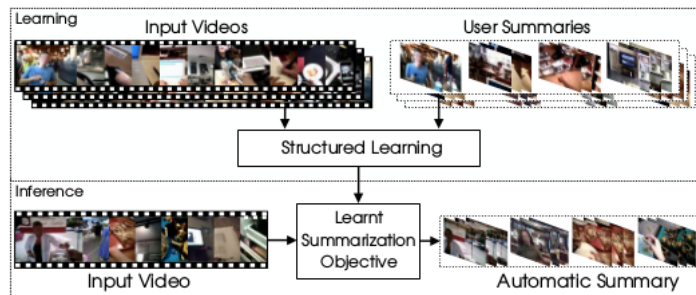 Learning
Input Videos
User Summaries
Structured Learning
Inference
Input Video
Learnt
Summarization
Objective
Automatic Summary